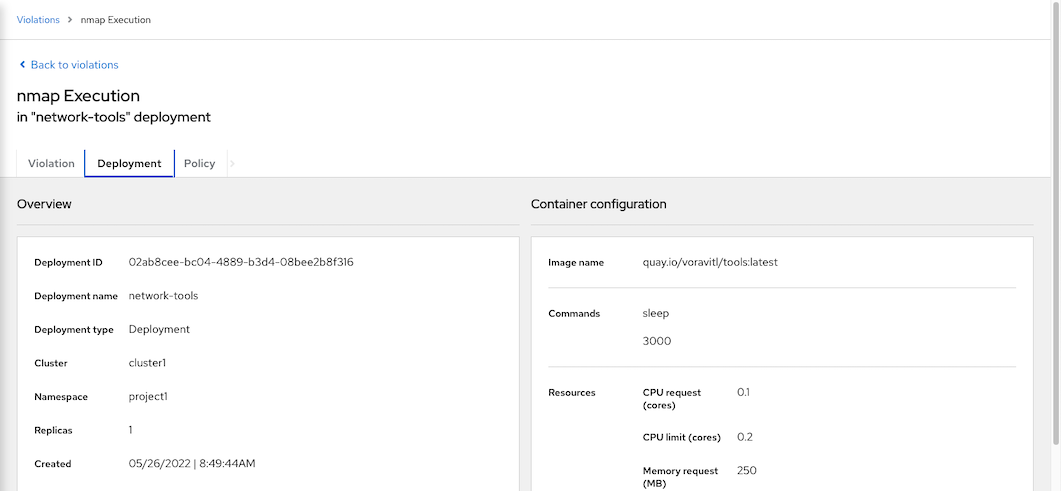 Violations > nmap Execution
Back to violations
nmap Execution
in "network-tools" deployment
Violation Deployment Policy
Overview
Deployment ID 02ab8cee-bc04-4889-b3d4-08bee2b8f316
Deployment name network-tools
Deployment type Deployment
Cluster cluster1
Namespace project1
Replicas 1
Created 05/26/2022 | 8:49:44AM
Container configuration
Image name quay.io/voravitl/tools:latest
Commands sleep
3000
Resources CPU request 0.1
(cores)
CPU limit (cores) 0.2
Memory request 250
(MB)